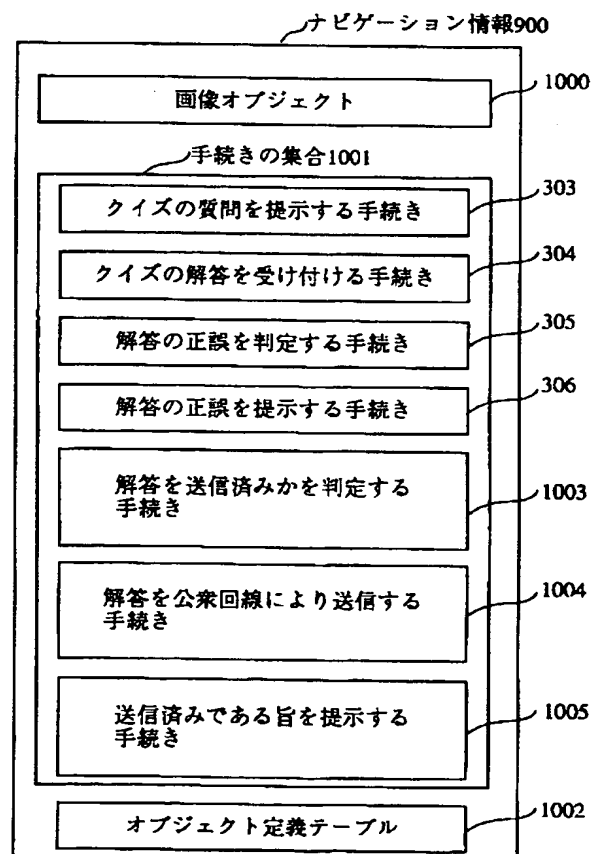 ナビゲーション情報900
画像オブジェクト
1000
手続きの集合1001
クイズの質問を提示する手続き
303
クイズの解答を受け付ける手続き
304
解答の正誤を判定する手続き
305
解答の正誤を提示する手続き
306
解答を送信済みかを判定する
手続き
1003
解答を公衆回線により送信する
手続き
1004
送信済みである旨を提示する
手続き
1005
オブジェクト定義テーブル
1002